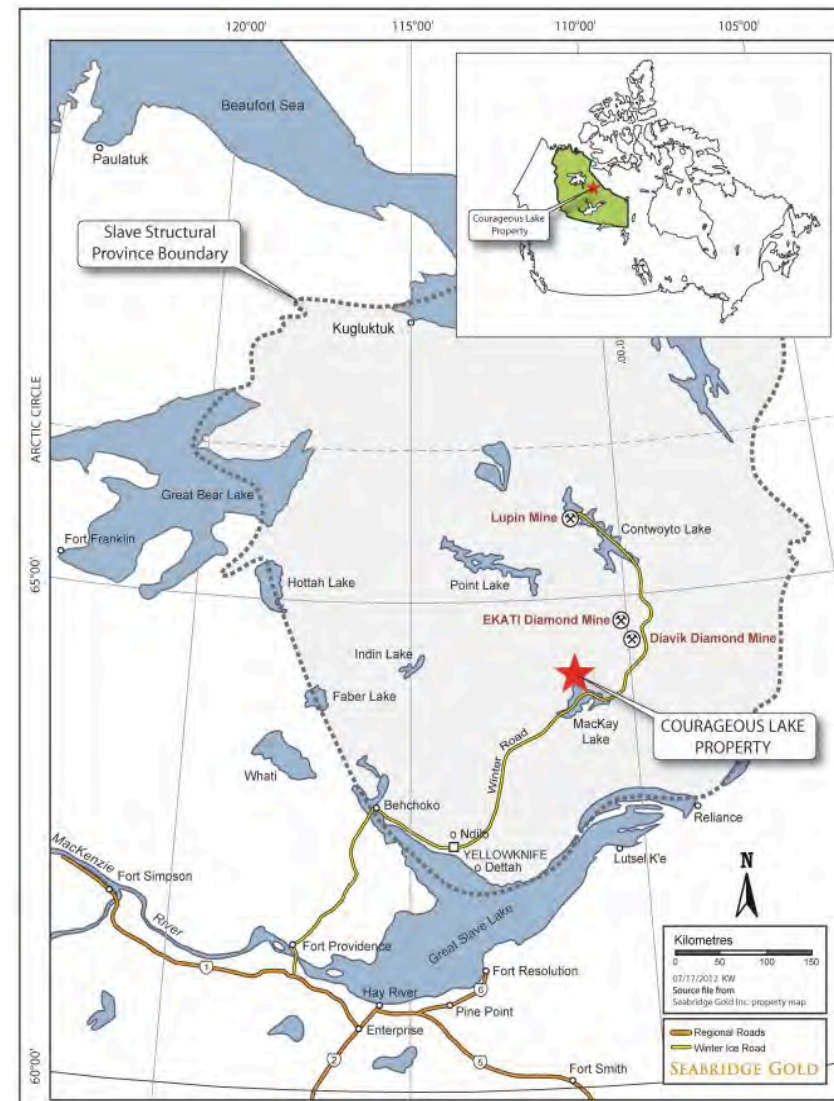 120°00'
115°00'
110°00'
105°00'
Beaufort Sea
Paulatuk
Courageous Lake
Property
Slave Structural
Province Boundary
Kugluktuk
ARCTIC CIRCLE
Great Bear Lake
Lupin Mine
Contwoyto Lake
Fort Franklin
65°00'
Hottah Lake
Point Lake
EKATI Diamond Mine
Diavik Diamond Mine
Indin Lake
Faber Lake
MacKay
Lake
COURAGEOUS LAKE
PROPERTY
Winter Road
Whati
Behchoko
Reliance
Ndilo
YELLOWKNIFE
Dettah
Lutsel K'e
MacKenzie
River
Fort Simpson
Great Slave Lake
N
Fort Providence
Kilometres
0 50 100 150
07/17/2012 KW
Source file from
Seabridge Gold Inc. property map
1
Hay River
Fort Resolution
6
Pine Point
Enterprise
2
5
Fort Smith
60°00'
Regional Roads
Winter Ice Road
SEABRIDGE GOLD